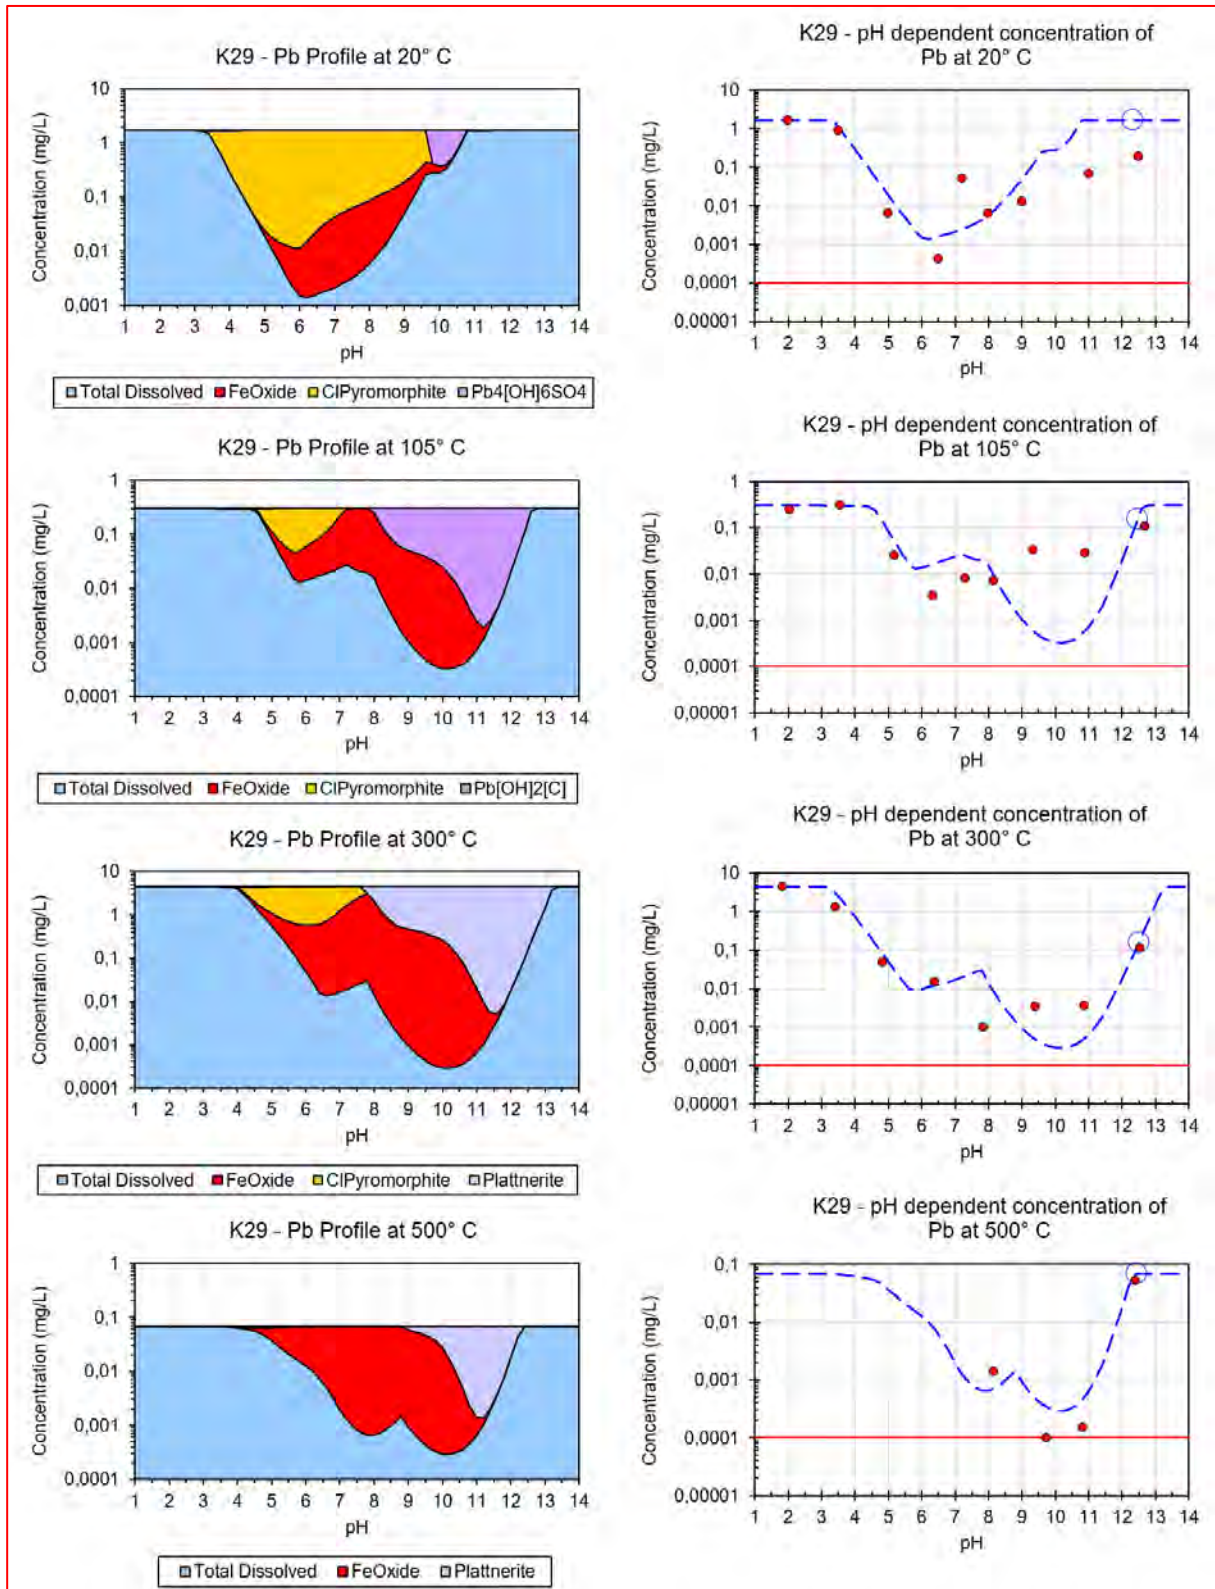 K29 - Pb Profile at 20° C
Concentration (mg/L)
10
1
0,1
0,01
0,001
1 2 3 4 5 6 7 8 9 10 11 12 13 14
pH
Total Dissolved FeOxide ClPyromorphite Pb4[OH]6SO4
K29 - pH dependent concentration of
Pb at 20° C
Concentration (mg/L)
10
1
0,1
0,01
0,001
0,0001
0,00001
1 2 3 4 5 6 7 8 9 10 11 12 13 14
pH
K29 - Pb Profile at 105° C
Concentration (mg/L)
1
0,1
0,01
0,001
0,0001
1 2 3 4 5 6 7 8 9 10 11 12 13 14
pH
Total Dissolved FeOxide ClPyromorphite Pb[OH]2[C]
K29 - pH dependent concentration of
Pb at 105° C
Concentration (mg/L)
1
0,1
0,01
0,001
0,0001
0,00001
1 2 3 4 5 6 7 8 9 10 11 12 13 14
pH
K29 - Pb Profile at 300° C
Concentration (mg/L)
10
1
0,1
0,01
0,001
0,0001
1 2 3 4 5 6 7 8 9 10 11 12 13 14
pH
Total Dissolved FeOxide ClPyromorphite Plattnerite
K29 - pH dependent concentration of
Pb at 300° C
Concentration (mg/L)
10
1
0,1
0,01
0,001
0,0001
0,00001
1 2 3 4 5 6 7 8 9 10 11 12 13 14
pH
K29 - Pb Profile at 500° C
Concentration (mg/L)
1
0,1
0,01
0,001
0,0001
1 2 3 4 5 6 7 8 9 10 11 12 13 14
pH
Total Dissolved FeOxide Plattnerite
K29 - pH dependent concentration of
Pb at 500° C
Concentration (mg/L)
0,1
0,01
0,001
0,0001
0,00001
1 2 3 4 5 6 7 8 9 10 11 12 13 14
pH